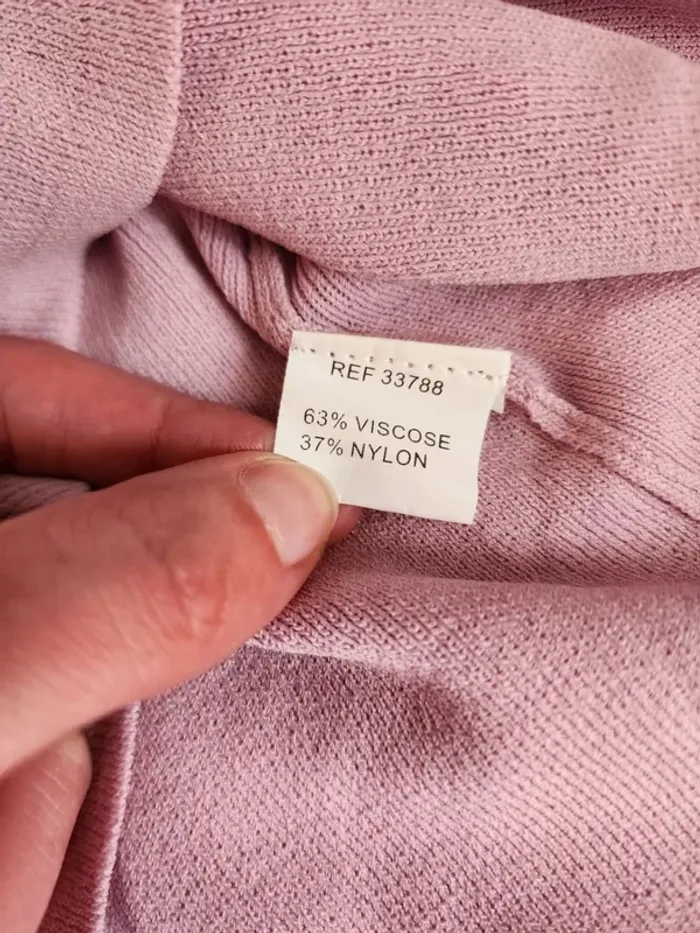 REF 33788
63% VISCOSE
37% NYLON